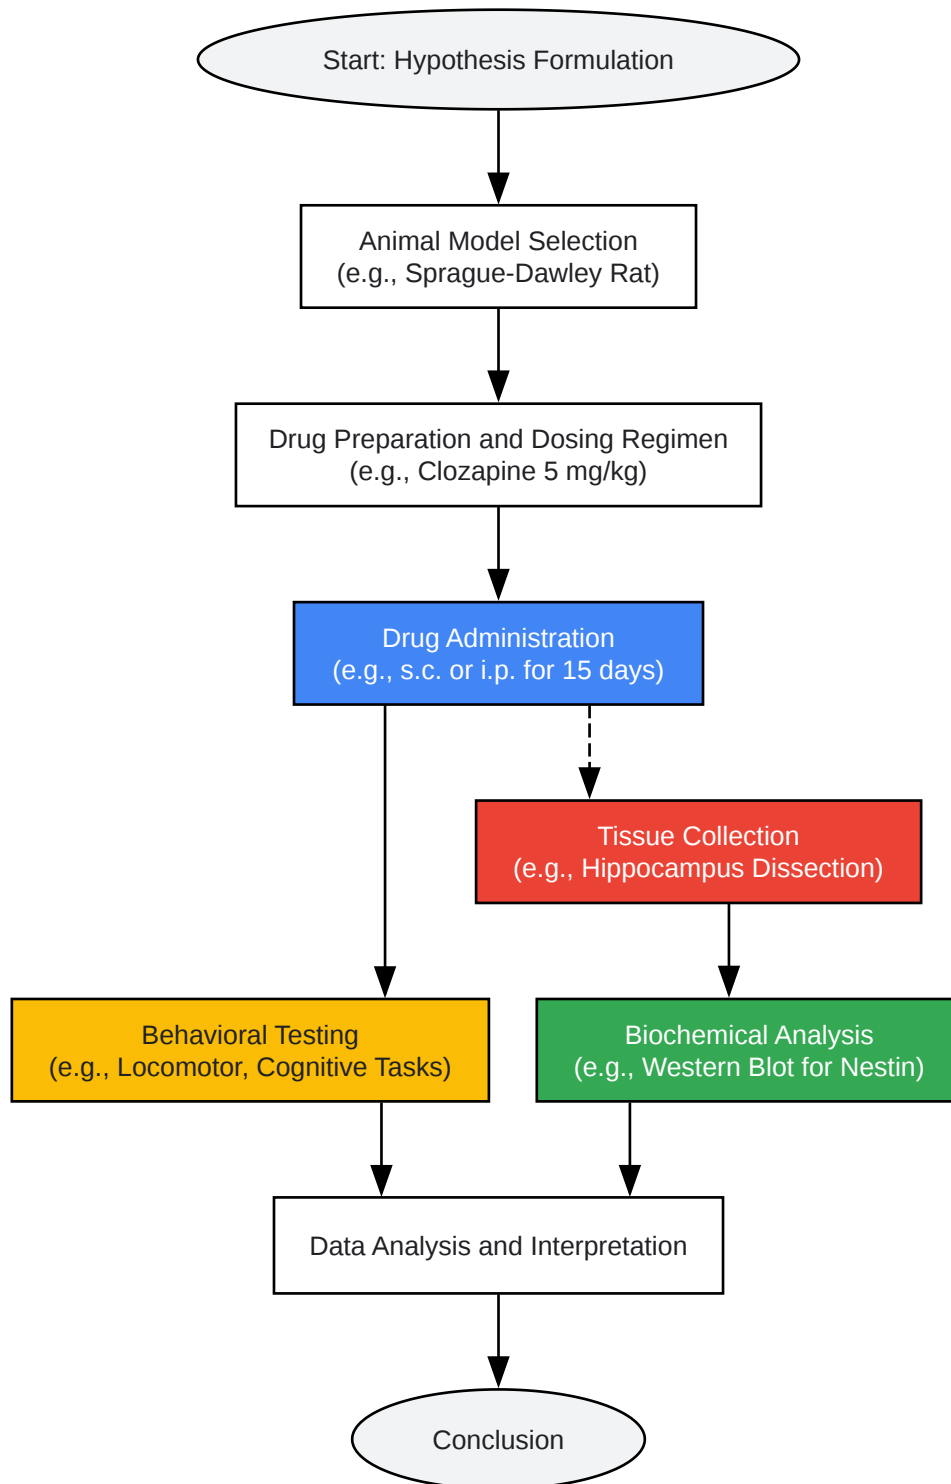 Start: Hypothesis Formulation
Animal Model Selection
(e.g., Sprague-Dawley Rat)
Drug Preparation and Dosing Regimen
(e.g., Clozapine 5 mg/kg)
Drug Administration
(e.g., s.c. or i.p. for 15 days)
Tissue Collection
(e.g., Hippocampus Dissection)
Behavioral Testing
(e.g., Locomotor, Cognitive Tasks)
Biochemical Analysis
(e.g., Western Blot for Nestin)
Data Analysis and Interpretation
Conclusion